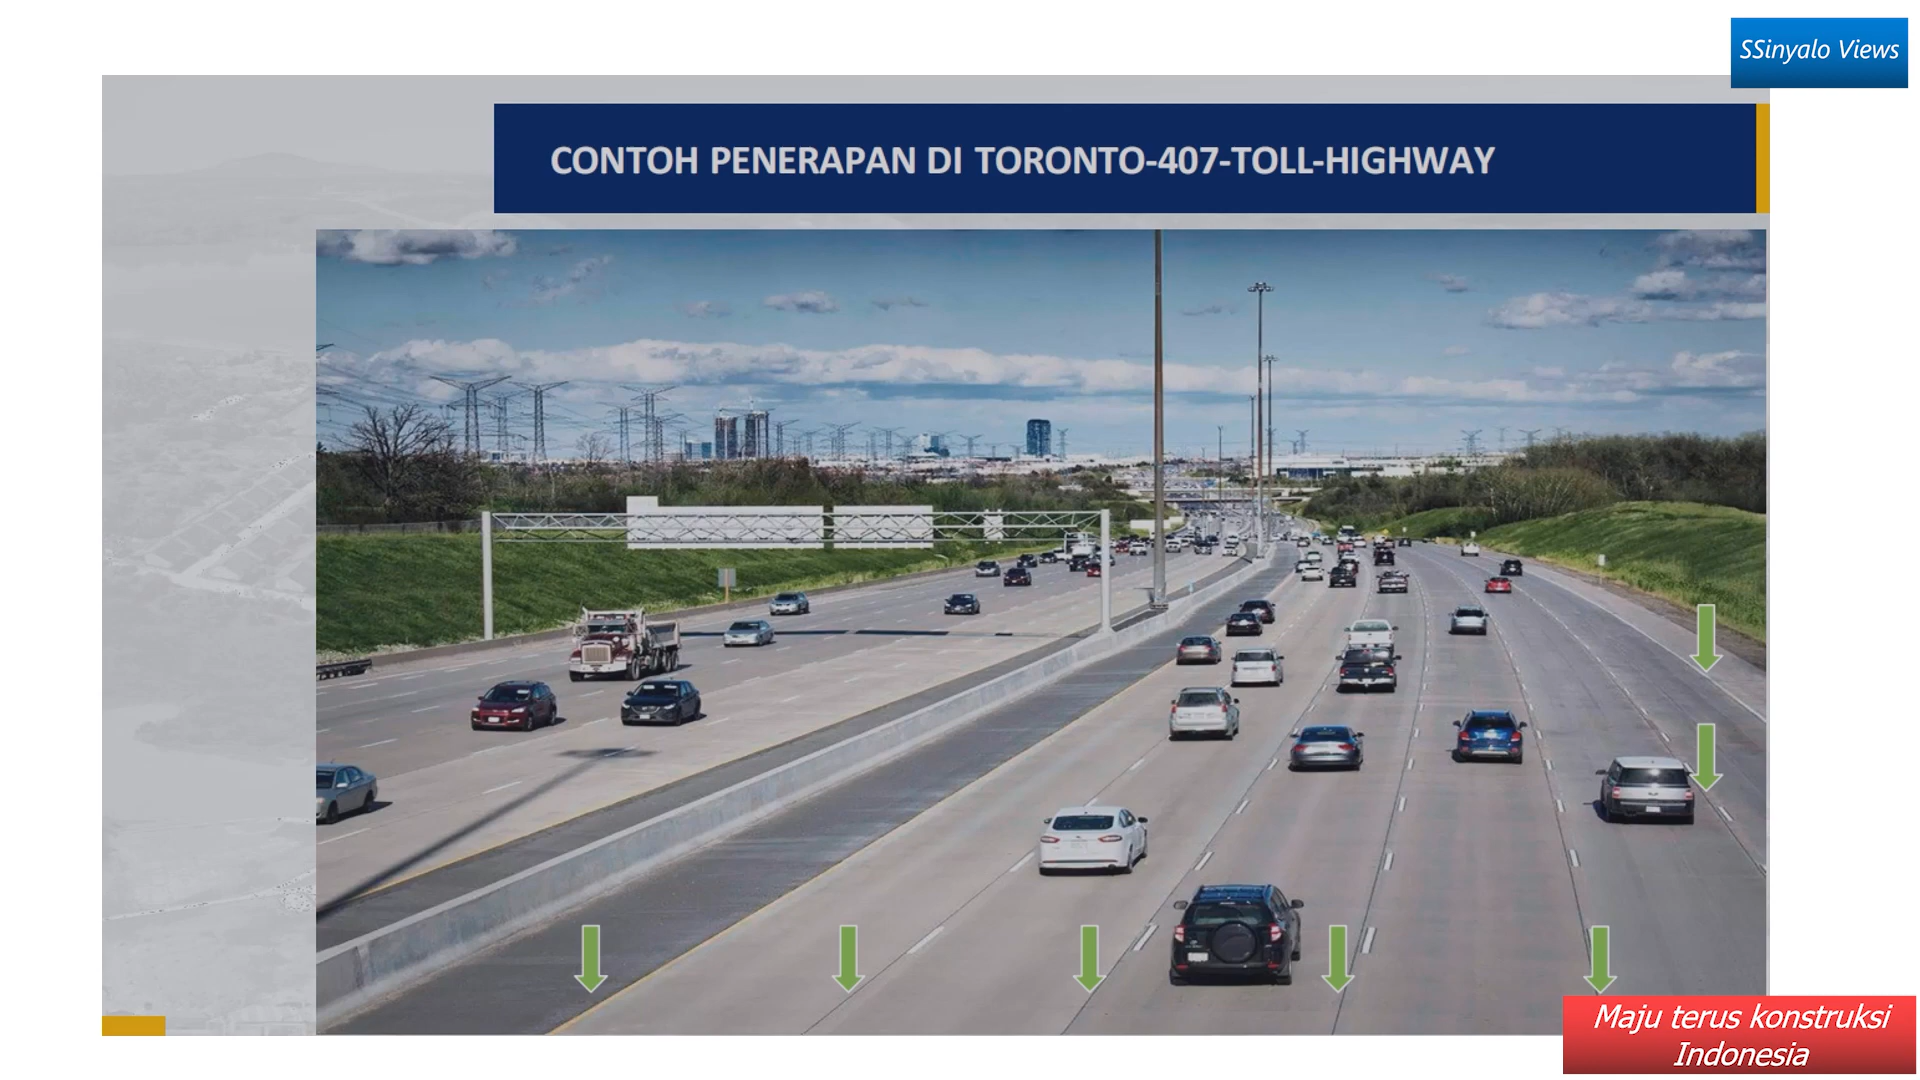 SSinyalo Views
CONTOH PENERAPAN DI TORONTO-407-TOLL-HIGHWAY
Maju terus konstruksi
Indonesia